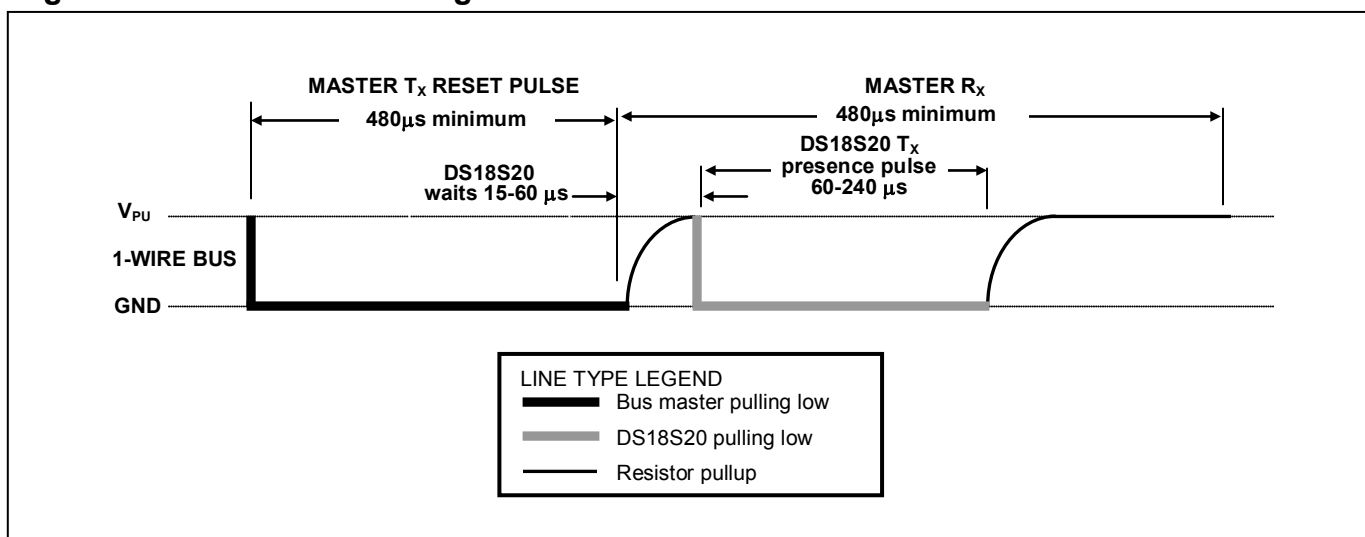 MASTER TX RESET PULSE
480µs minimum
MASTER RX
480µs minimum
DS18S20
waits 15-60 µs
DS18S20 TX
presence pulse
60-240 µs
VPU
1-WIRE BUS
GND
LINE TYPE LEGEND
Bus master pulling low
DS18S20 pulling low
Resistor pullup